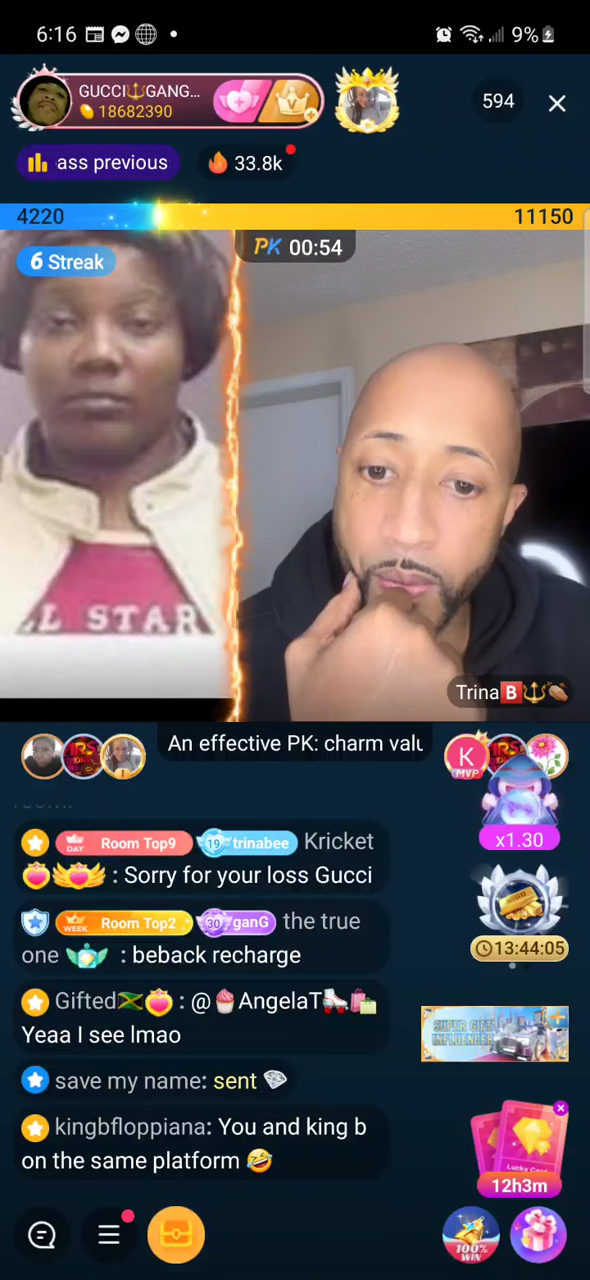 6:16 9%
GUCCI🔱GANG...
18682390
594
ass previous
33.8k
4220 11150
6 Streak
PK 00:54
LL STAR
Trina🅱️🔱👏🏽
An effective PK: charm valu
K
MVP
x1.30
DAY Room Top9 19 trinabee Kricket
: Sorry for your loss Gucci
WEEK Room Top2 30 ganG the true
one : beback recharge
13:44:05
Gifted🇯🇲🍑 : @🧁AngelaT🛼🛍️
Yeaa I see lmao
SUPER GIFT
INFLUENCER
save my name: sent 💎
kingbfloppiana: You and king b
on the same platform 🤣
Lucky Card
12h3m
100%
WIN